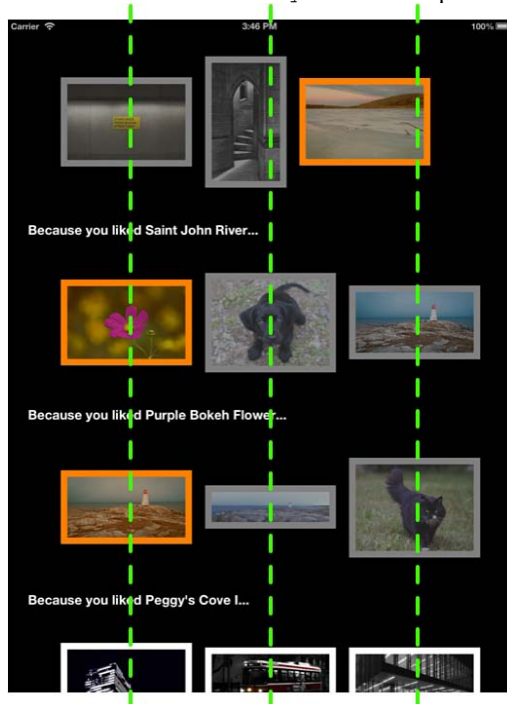 Carrier 3:46 PM 100%
Because you liked Saint John River...
Because you liked Purple Bokeh Flower...
Because you liked Peggy's Cove I...